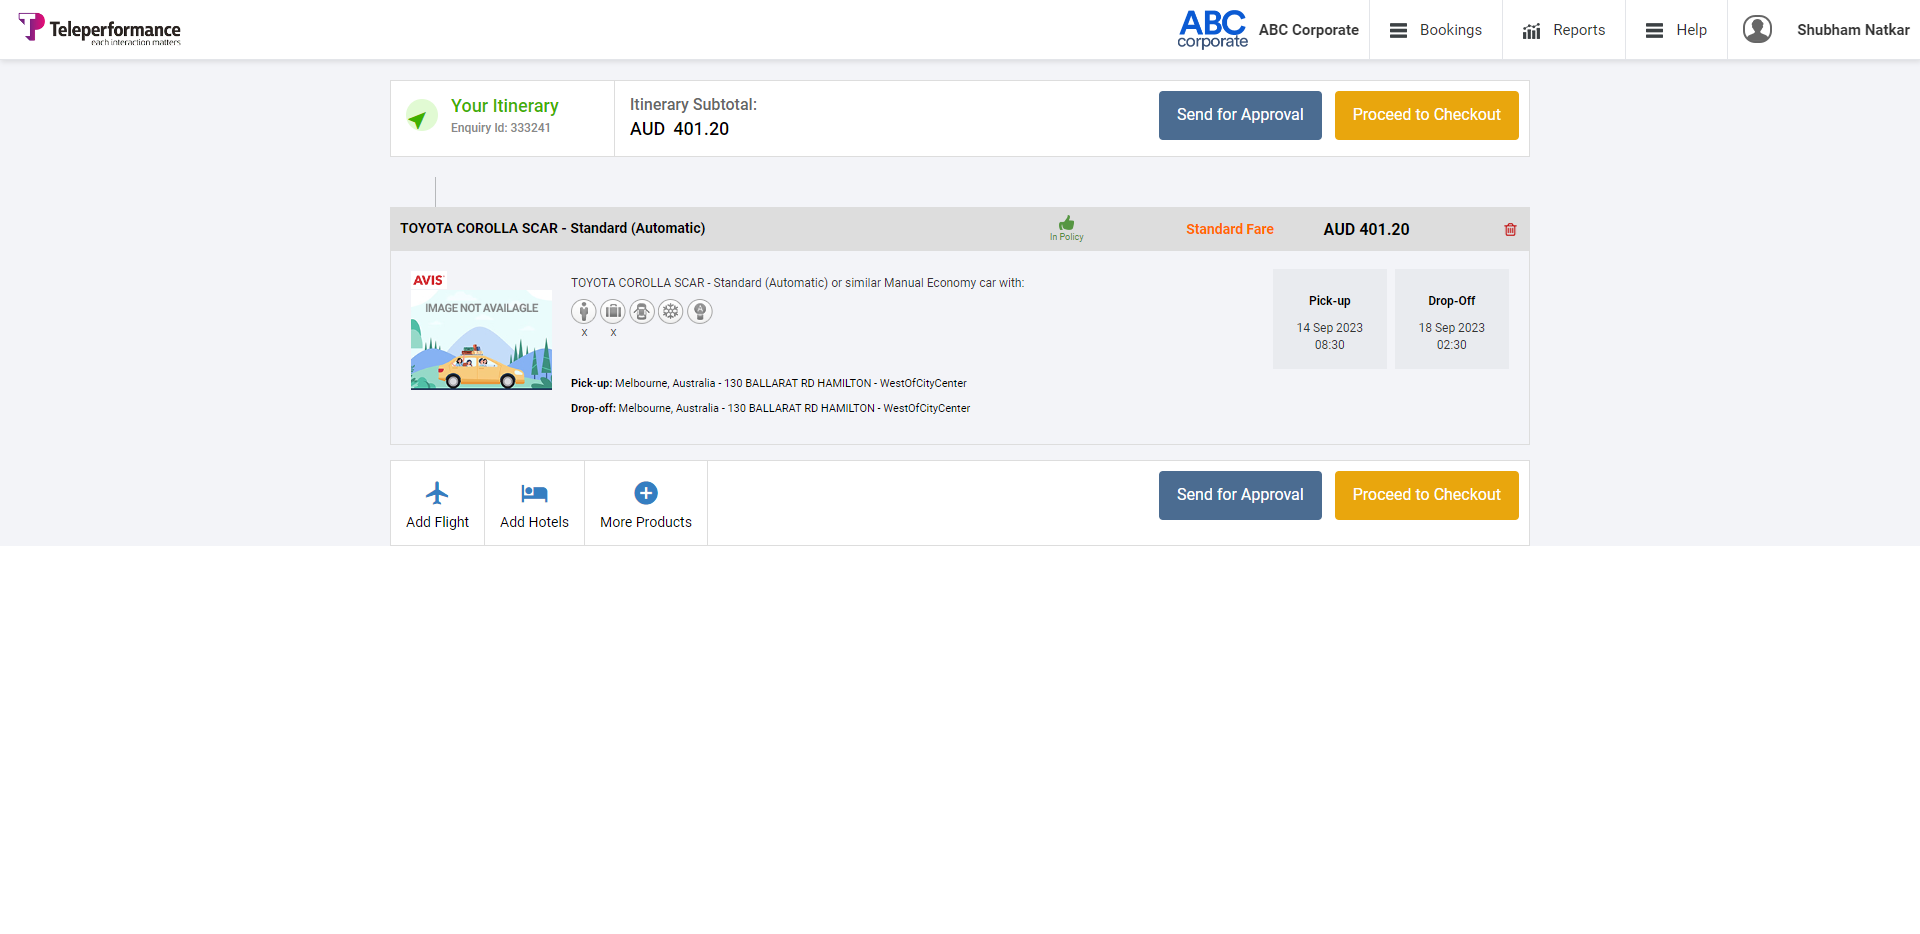 Teleperformance
each interaction matters
ABC
corporate
ABC Corporate
Bookings
Reports
Help
Shubham Natkar
Your Itinerary
Enquiry Id: 333241
Itinerary Subtotal:
AUD 401.20
Send for Approval
Proceed to Checkout
TOYOTA COROLLA SCAR - Standard (Automatic)
In Policy
Standard Fare
AUD 401.20
AVIS
IMAGE NOT AVAILAGLE
TOYOTA COROLLA SCAR - Standard (Automatic) or similar Manual Economy car with:
A
x x
Pick-up: Melbourne, Australia - 130 BALLARAT RD HAMILTON - WestOfCityCenter
Drop-off: Melbourne, Australia - 130 BALLARAT RD HAMILTON - WestOfCityCenter
Pick-up
14 Sep 2023
08:30
Drop-Off
18 Sep 2023
02:30
Add Flight
Add Hotels
More Products
Send for Approval
Proceed to Checkout